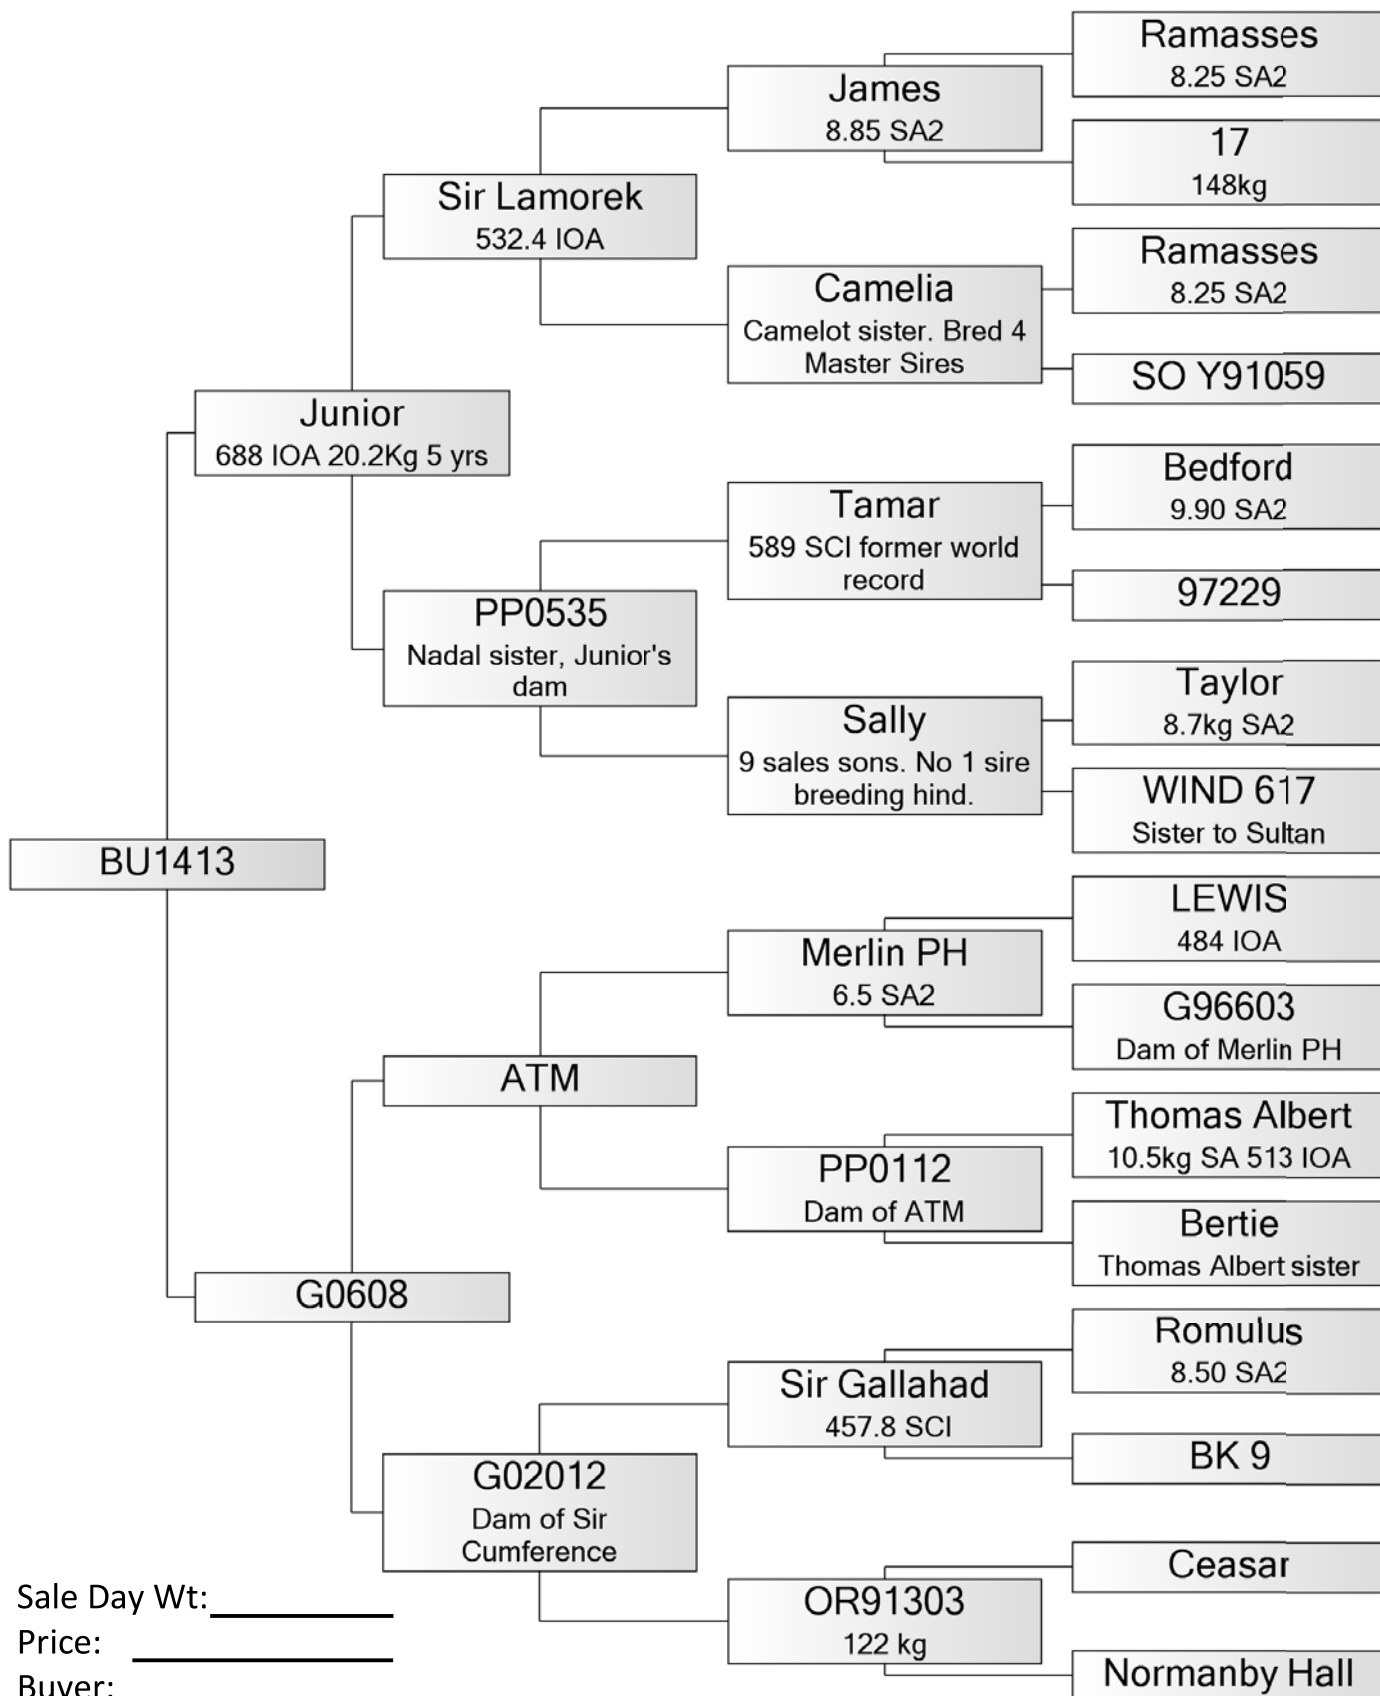 Ramasses
8.25 SA2
James
8.85 SA2
17
148kg
Sir Lamorek
532.4 IOA
Ramasses
8.25 SA2
Camelia
Camelot sister. Bred 4
Master Sires
SO Y91059
Junior
688 IOA 20.2Kg 5 yrs
Bedford
9.90 SA2
Tamar
589 SCI former world
record
97229
PP0535
Nadal sister, Junior's
dam
Taylor
8.7kg SA2
Sally
9 sales sons. No 1 sire
breeding hind.
WIND 617
Sister to Sultan
BU1413
LEWIS
484 IOA
Merlin PH
6.5 SA2
G96603
Dam of Merlin PH
ATM
Thomas Albert
10.5kg SA 513 IOA
PP0112
Dam of ATM
Bertie
Thomas Albert sister
G0608
Romulus
8.50 SA2
Sir Gallahad
457.8 SCI
BK 9
G02012
Dam of Sir
Cumference
Ceasar
OR91303
122 kg
Normanby Hall
Sale Day Wt:
Price:
Buyer: